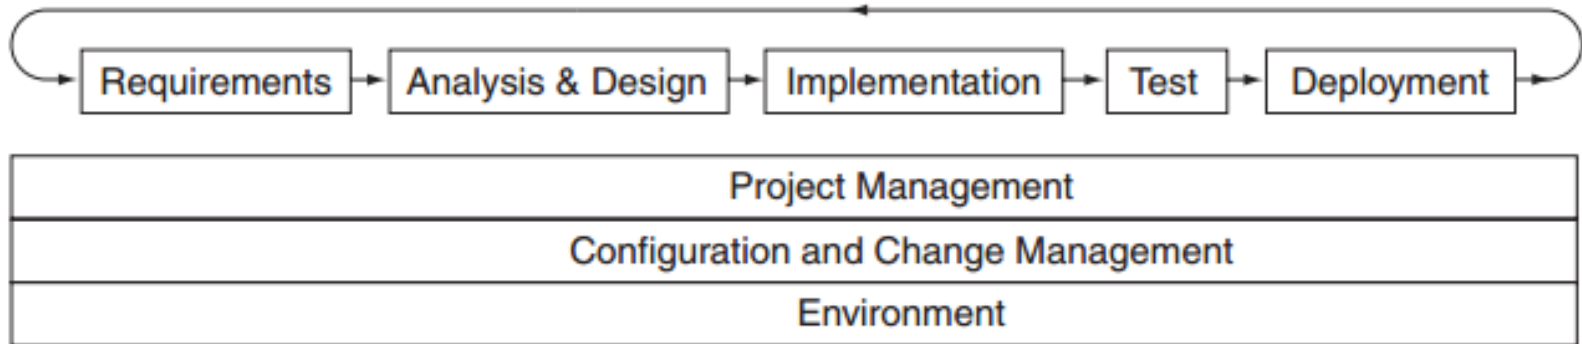 Requirements
Analysis & Design
Implementation
Test
Deployment
Project Management
Configuration and Change Management
Environment